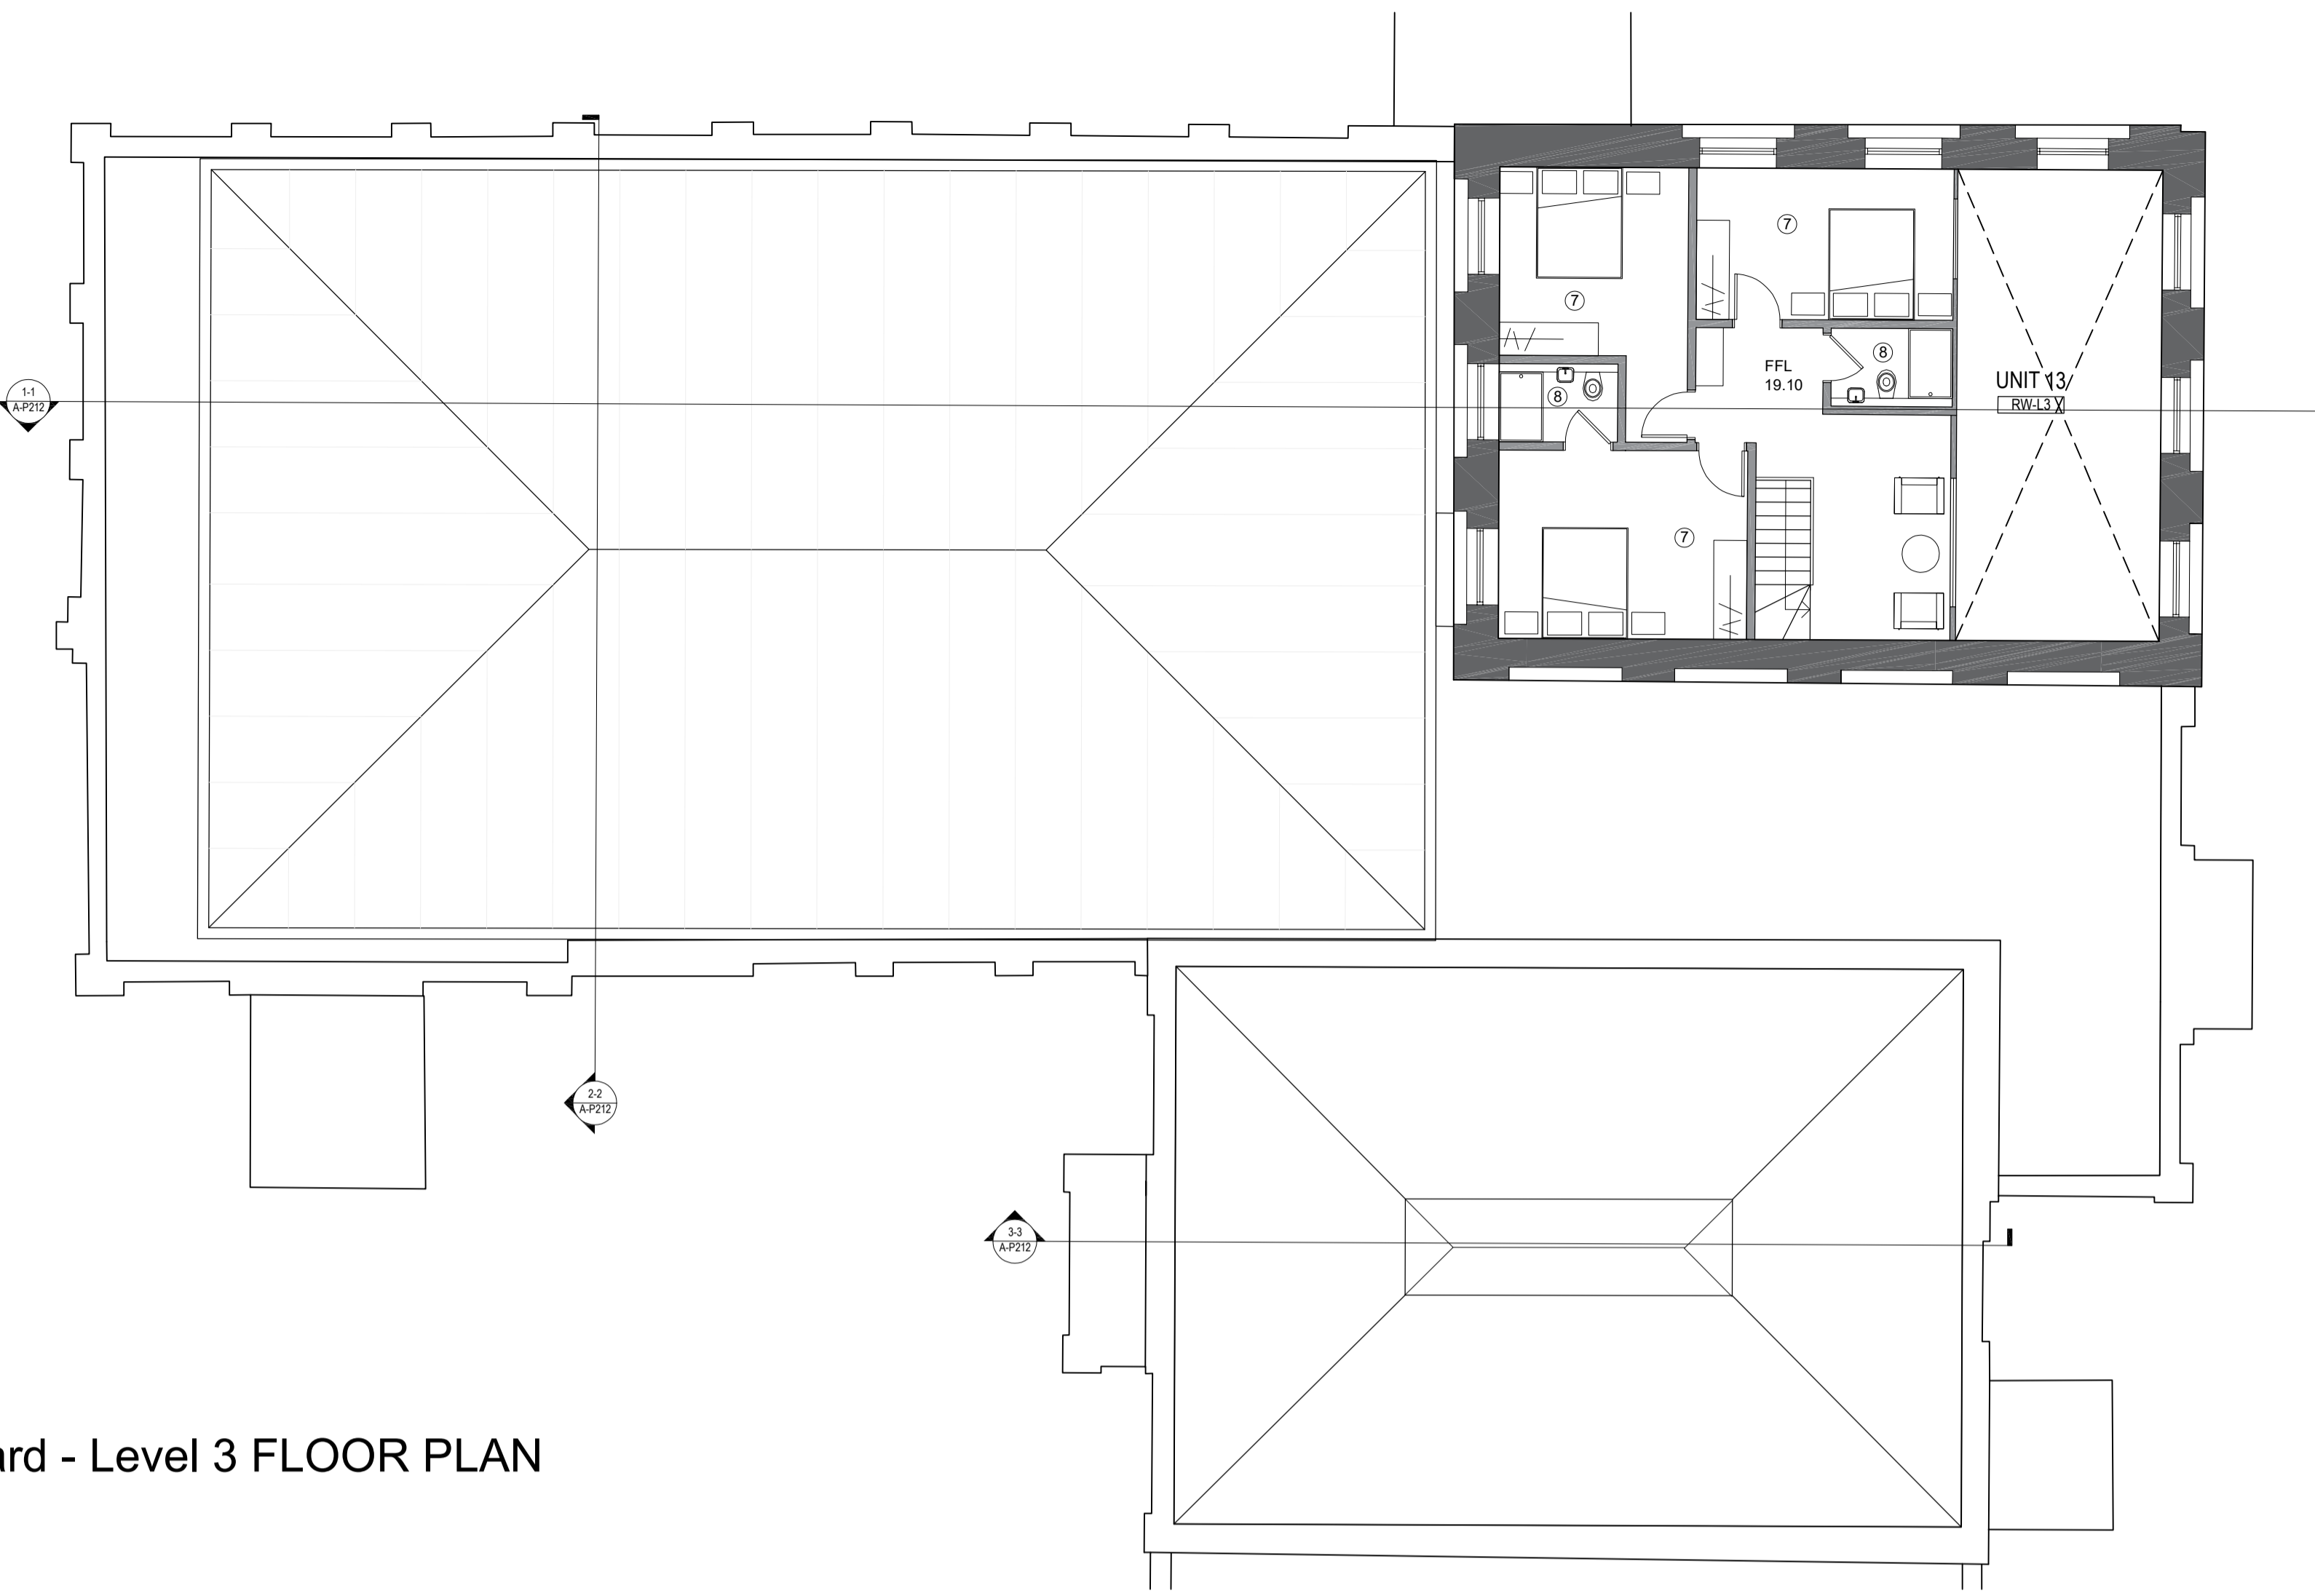 7
7
8
FFL
19.10
UNIT 13
RW-L3
1-1
A-P212
8
7
2-2
A-P212
3-3
A-P212
ard - Level 3 FLOOR PLAN